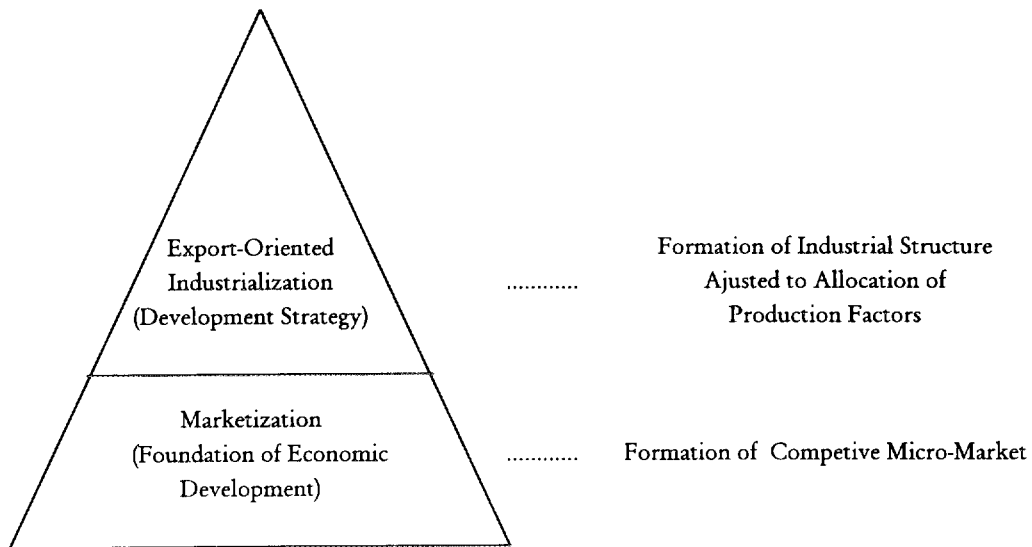 Export-Oriented
Industrialization
(Development Strategy)
............
Formation of Industrial Structure
Ajusted to Allocation of
Production Factors
Marketization
(Foundation of Economic
Development)
............
Formation of Competive Micro-Market